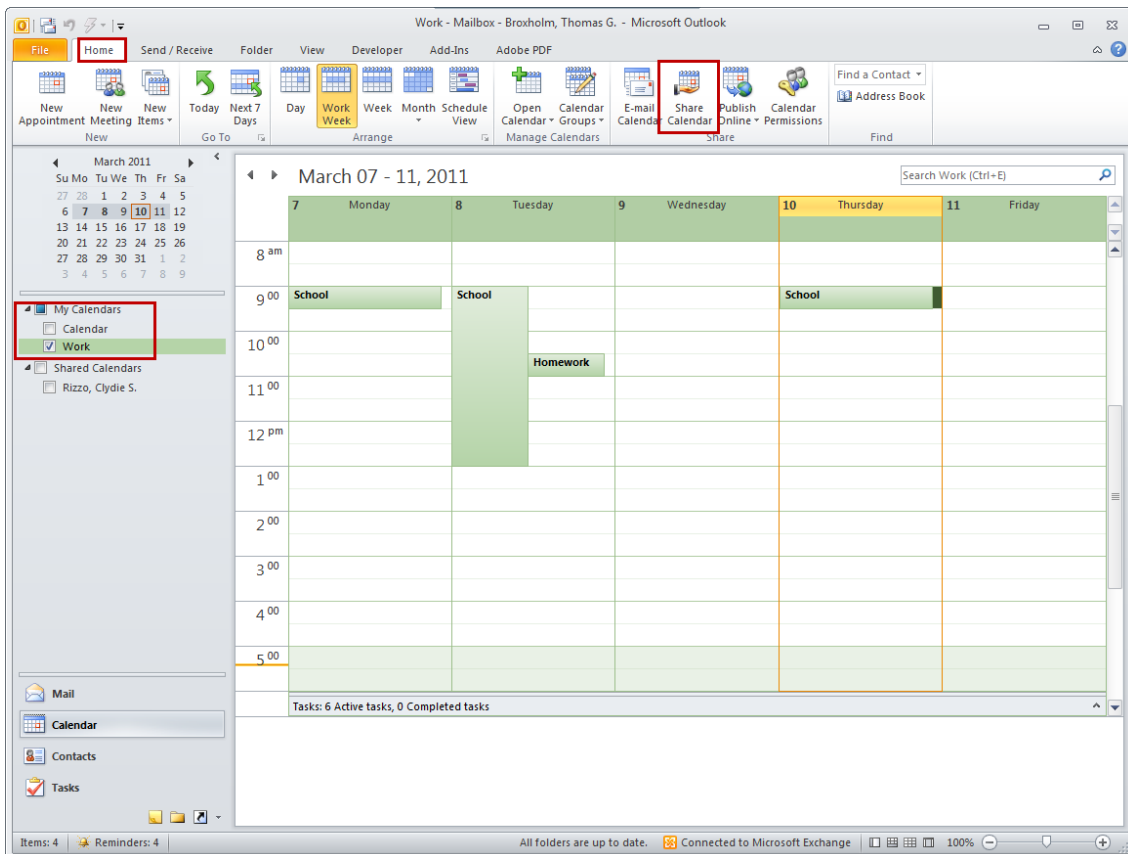 Work - Mailbox - Broxholm, Thomas G. - Microsoft Outlook
File Home Send / Receive Folder View Developer Add-Ins Adobe PDF
New Appointment
New Meeting
New Items
New
Today
Next 7 Days
Go To
Day
Work Week
Week
Month
Schedule View
Arrange
Open Calendar
Calendar Groups
Manage Calendars
E-mail Calendar
Share Calendar
Publish Online
Calendar Permissions
Share
Find a Contact
Address Book
Find
March 2011
Su Mo Tu We Th Fr Sa
27 28 1 2 3 4 5
6 7 8 9 10 11 12
13 14 15 16 17 18 19
20 21 22 23 24 25 26
27 28 29 30 31 1 2
3 4 5 6 7 8 9
My Calendars
Calendar
Work
Shared Calendars
Rizzo, Clydie S.
Mail
Calendar
Contacts
Tasks
March 07 - 11, 2011
Search Work (Ctrl+E)
7 Monday 8 Tuesday 9 Wednesday 10 Thursday 11 Friday
8 am
9 00 School School School
10 00
Homework
11 00
12 pm
1 00
2 00
3 00
4 00
5 00
Tasks: 6 Active tasks, 0 Completed tasks
Items: 4 Reminders: 4 All folders are up to date. Connected to Microsoft Exchange 100%